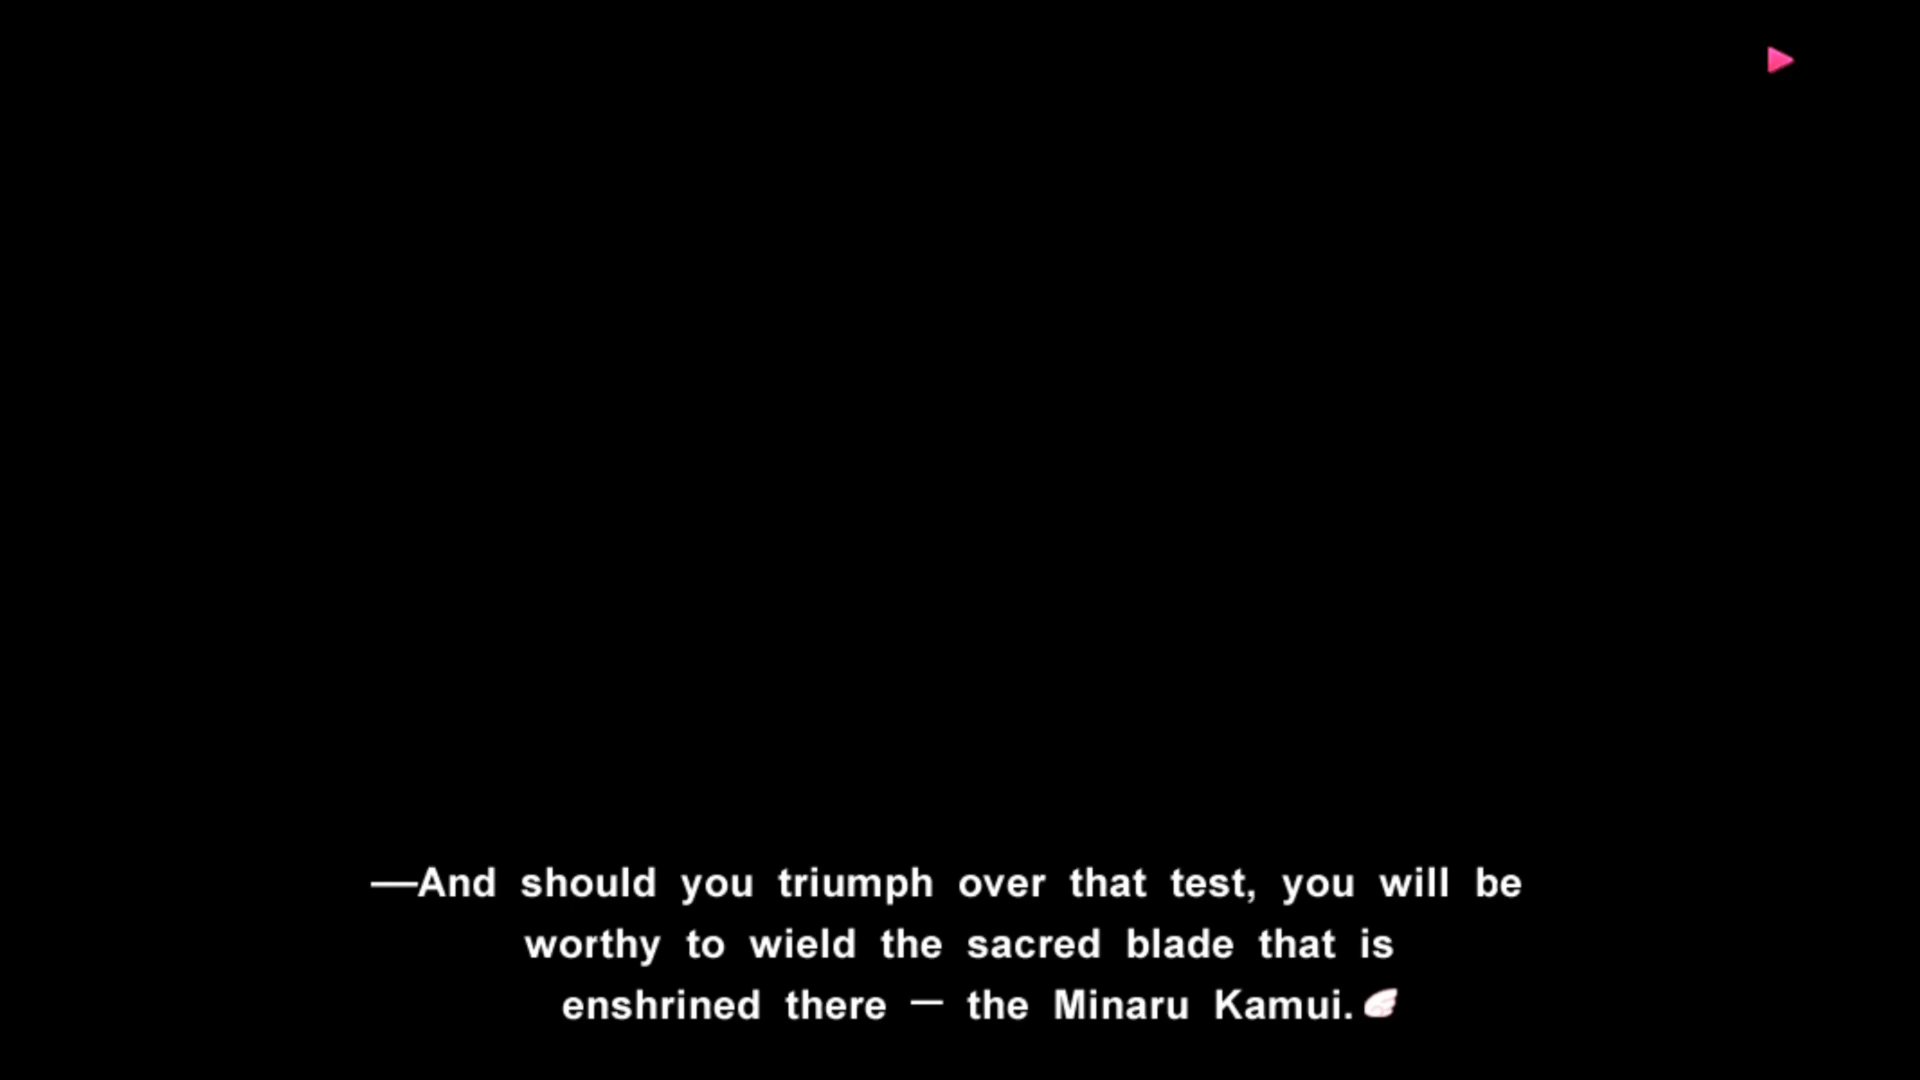 —And should you triumph over that test, you will be
worthy to wield the sacred blade that is
enshrined there — the Minaru Kamui.